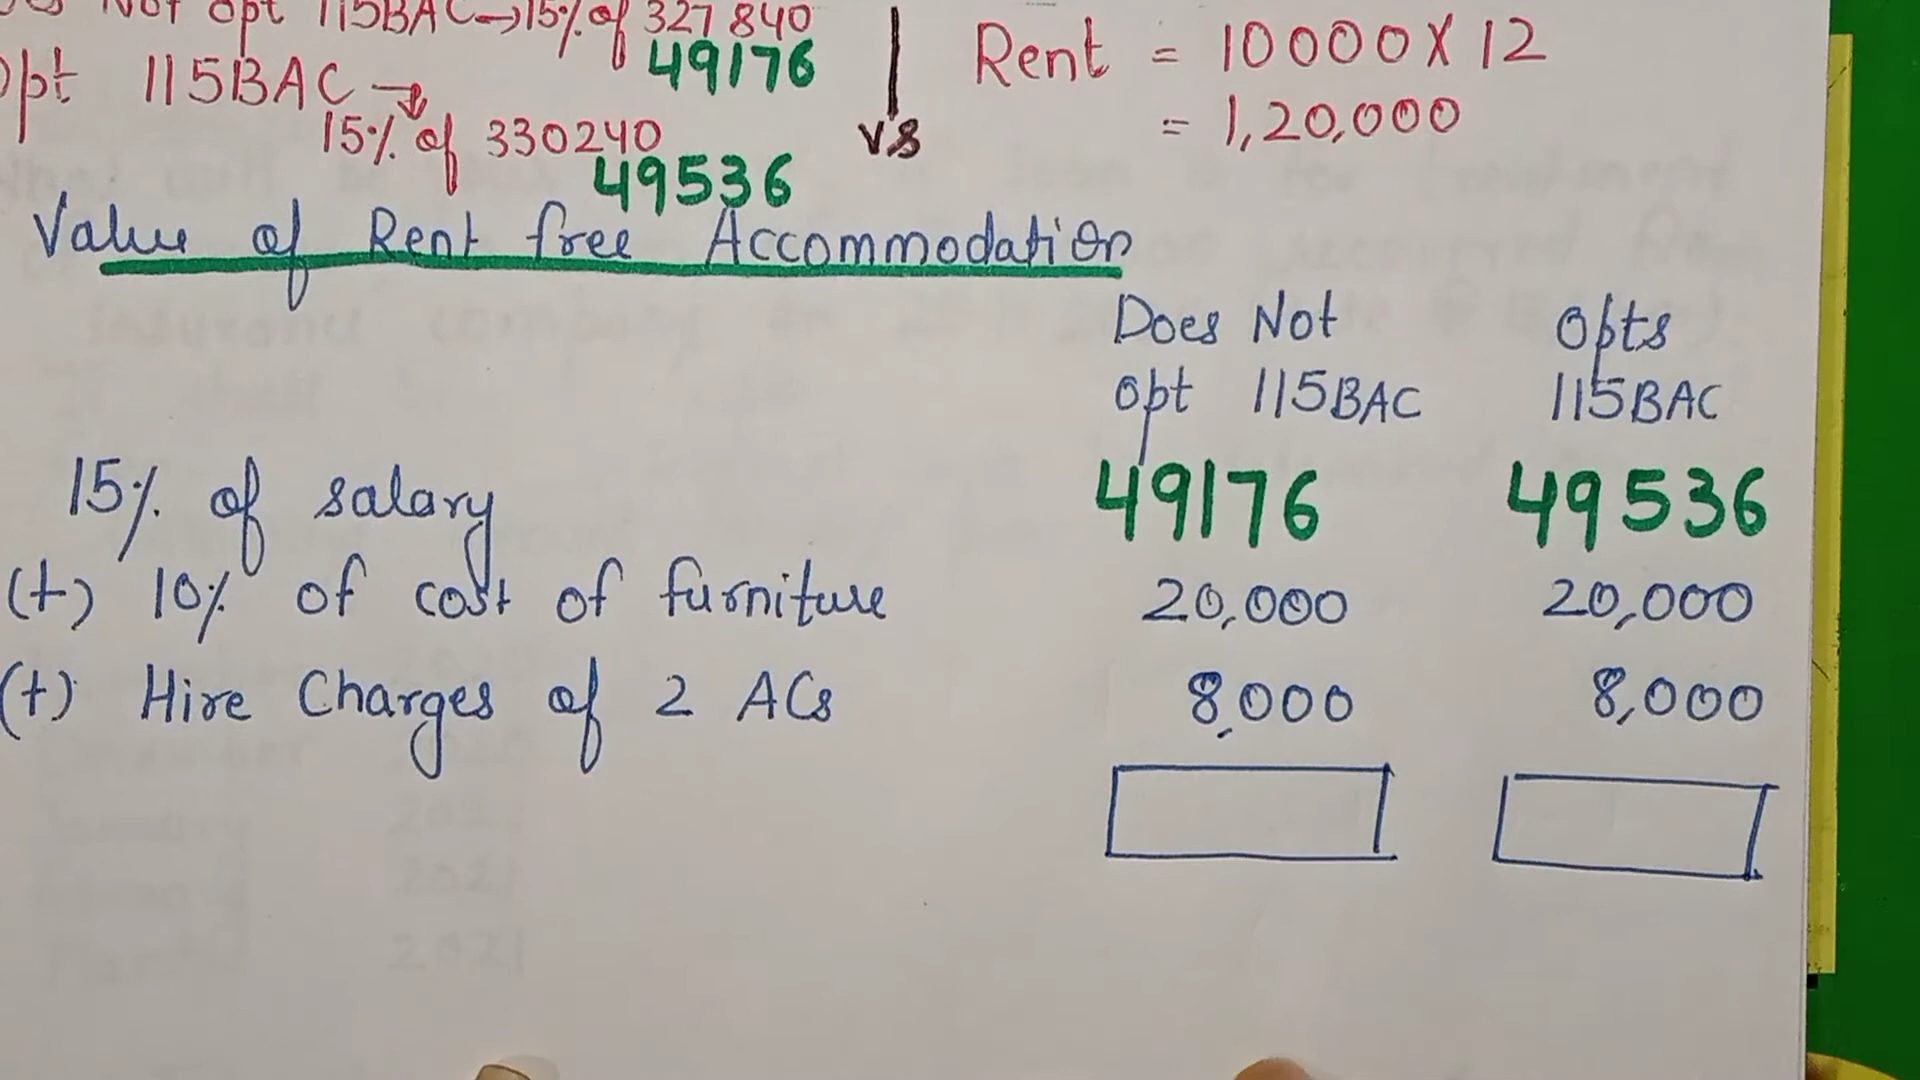 Not opt 115BAC → 15% of 327840
49176
Opt 115BAC →
15% of 330240
49536
vs
Rent = 10000 X 12
= 1,20,000
Value of Rent free Accommodation
Does Not Opt 115BAC
Opts 115BAC
15% of salary 49176 49536
(+) 10% of cost of furniture 20,000 20,000
(+) Hire Charges of 2 ACs 8,000 8,000